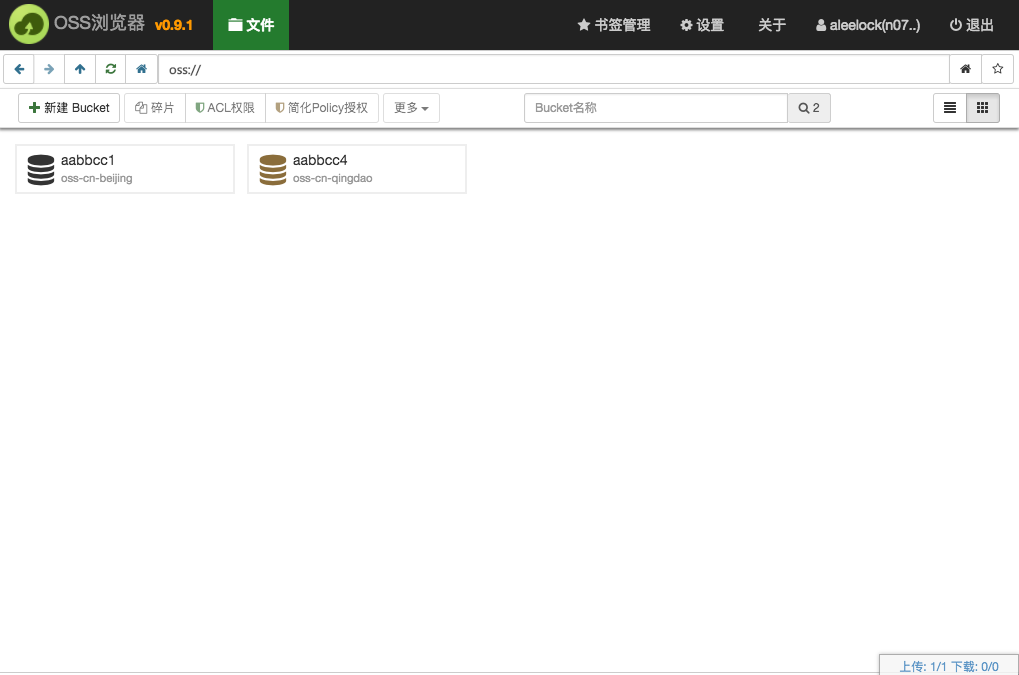 OSS浏览器 v0.9.1 文件 书签管理 设置 关于 aleelock(n07..) 退出
oss://
新建 Bucket 碎片 ACL权限 简化Policy授权 更多 Bucket名称 2
aabbcc1 aabbcc4
oss-cn-beijing oss-cn-qingdao
上传: 1/1 下载: 0/0